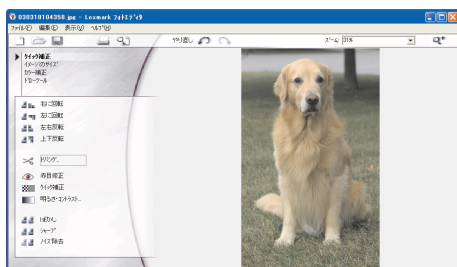 030310104358.jpg - Lexmark フォトエディタ
ファイル(F) 編集(E) 表示(V) ヘルプ(H)
やり直し ズーム: 31%
クイック補正
イメージのサイズ
カラー補正
ドローツール
右に回転
左に回転
左右反転
上下反転
トリミング...
赤目修正
クイック補正
明るさ・コントラスト...
ぼかし
シャープ
ノイズ除去